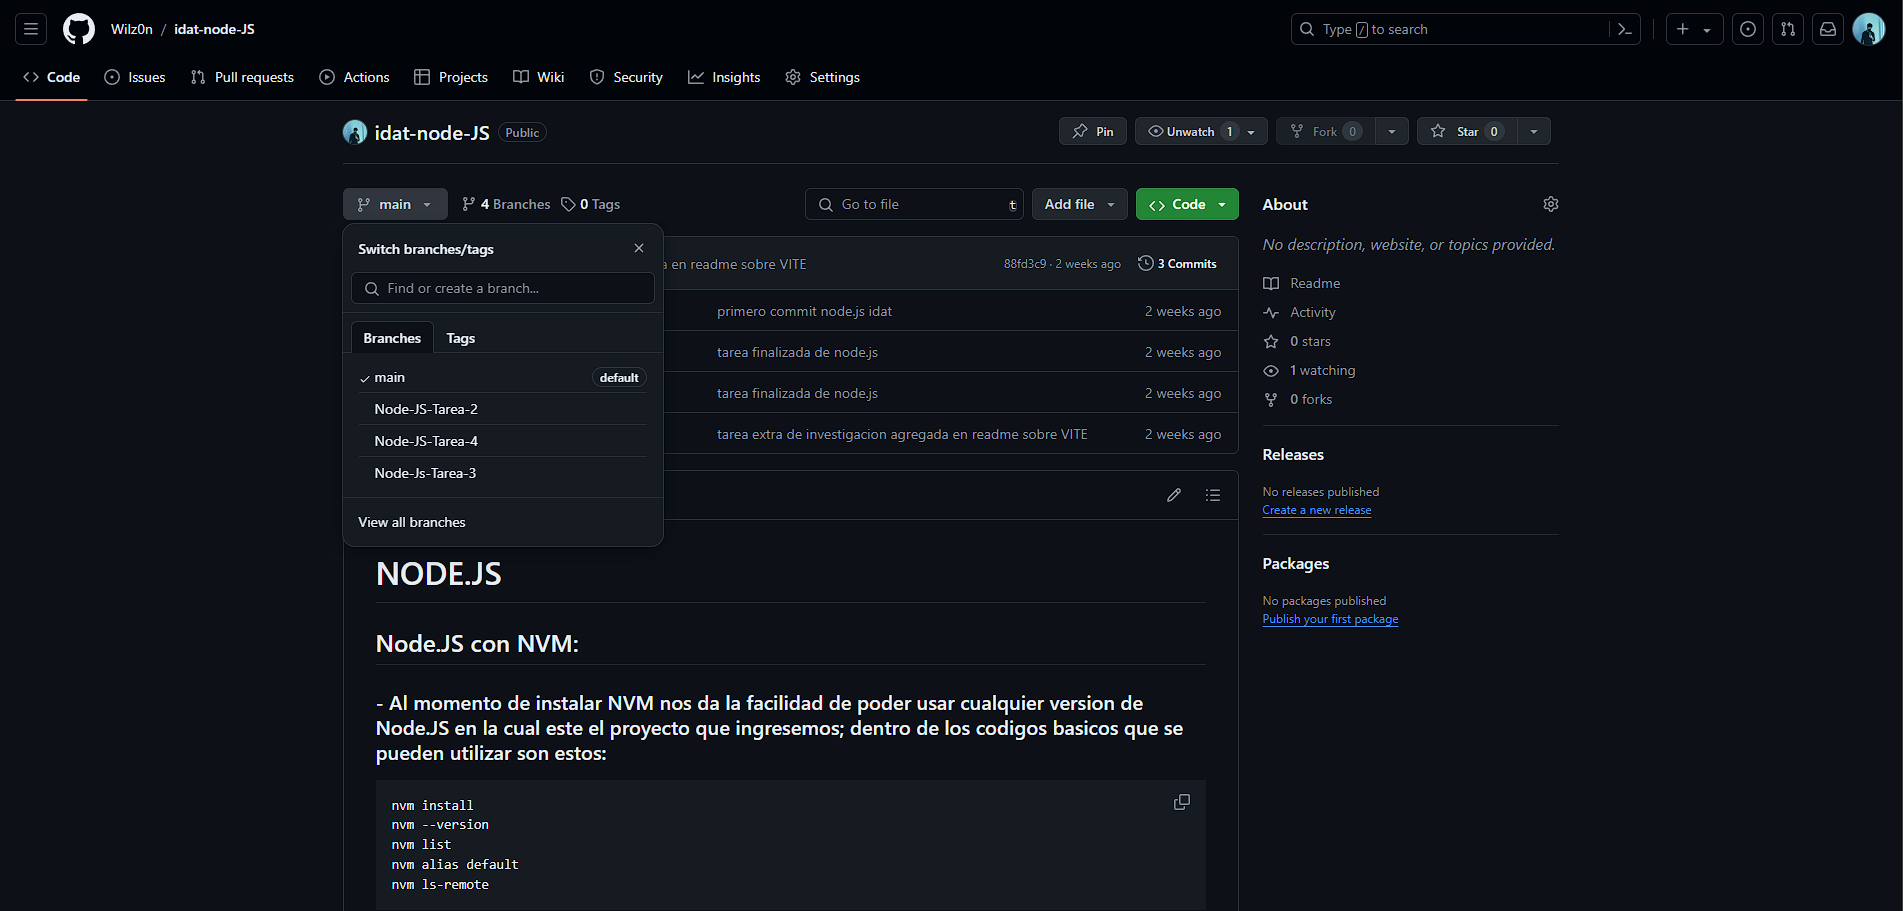 Wilz0n / idat-node-JS
Type / to search
Code
Issues
Pull requests
Actions
Projects
Wiki
Security
Insights
Settings
idat-node-JS Public
Pin
Unwatch 1
Fork 0
Star 0
main
4 Branches
0 Tags
Go to file t
Add file
Code
Switch branches/tags
Find or create a branch...
Branches
Tags
main default
Node-JS-Tarea-2
Node-JS-Tarea-4
Node-Js-Tarea-3
View all branches
en readme sobre VITE
88fd3c9 · 2 weeks ago
3 Commits
primero commit node.js idat 2 weeks ago
tarea finalizada de node.js 2 weeks ago
tarea finalizada de node.js 2 weeks ago
tarea extra de investigacion agregada en readme sobre VITE 2 weeks ago
NODE.JS
Node.JS con NVM:
- Al momento de instalar NVM nos da la facilidad de poder usar cualquier version de
Node.JS en la cual este el proyecto que ingresemos; dentro de los codigos basicos que se
pueden utilizar son estos:
nvm install
nvm --version
nvm list
nvm alias default
nvm ls-remote
About
No description, website, or topics provided.
Readme
Activity
0 stars
1 watching
0 forks
Releases
No releases published
Create a new release
Packages
No packages published
Publish your first package